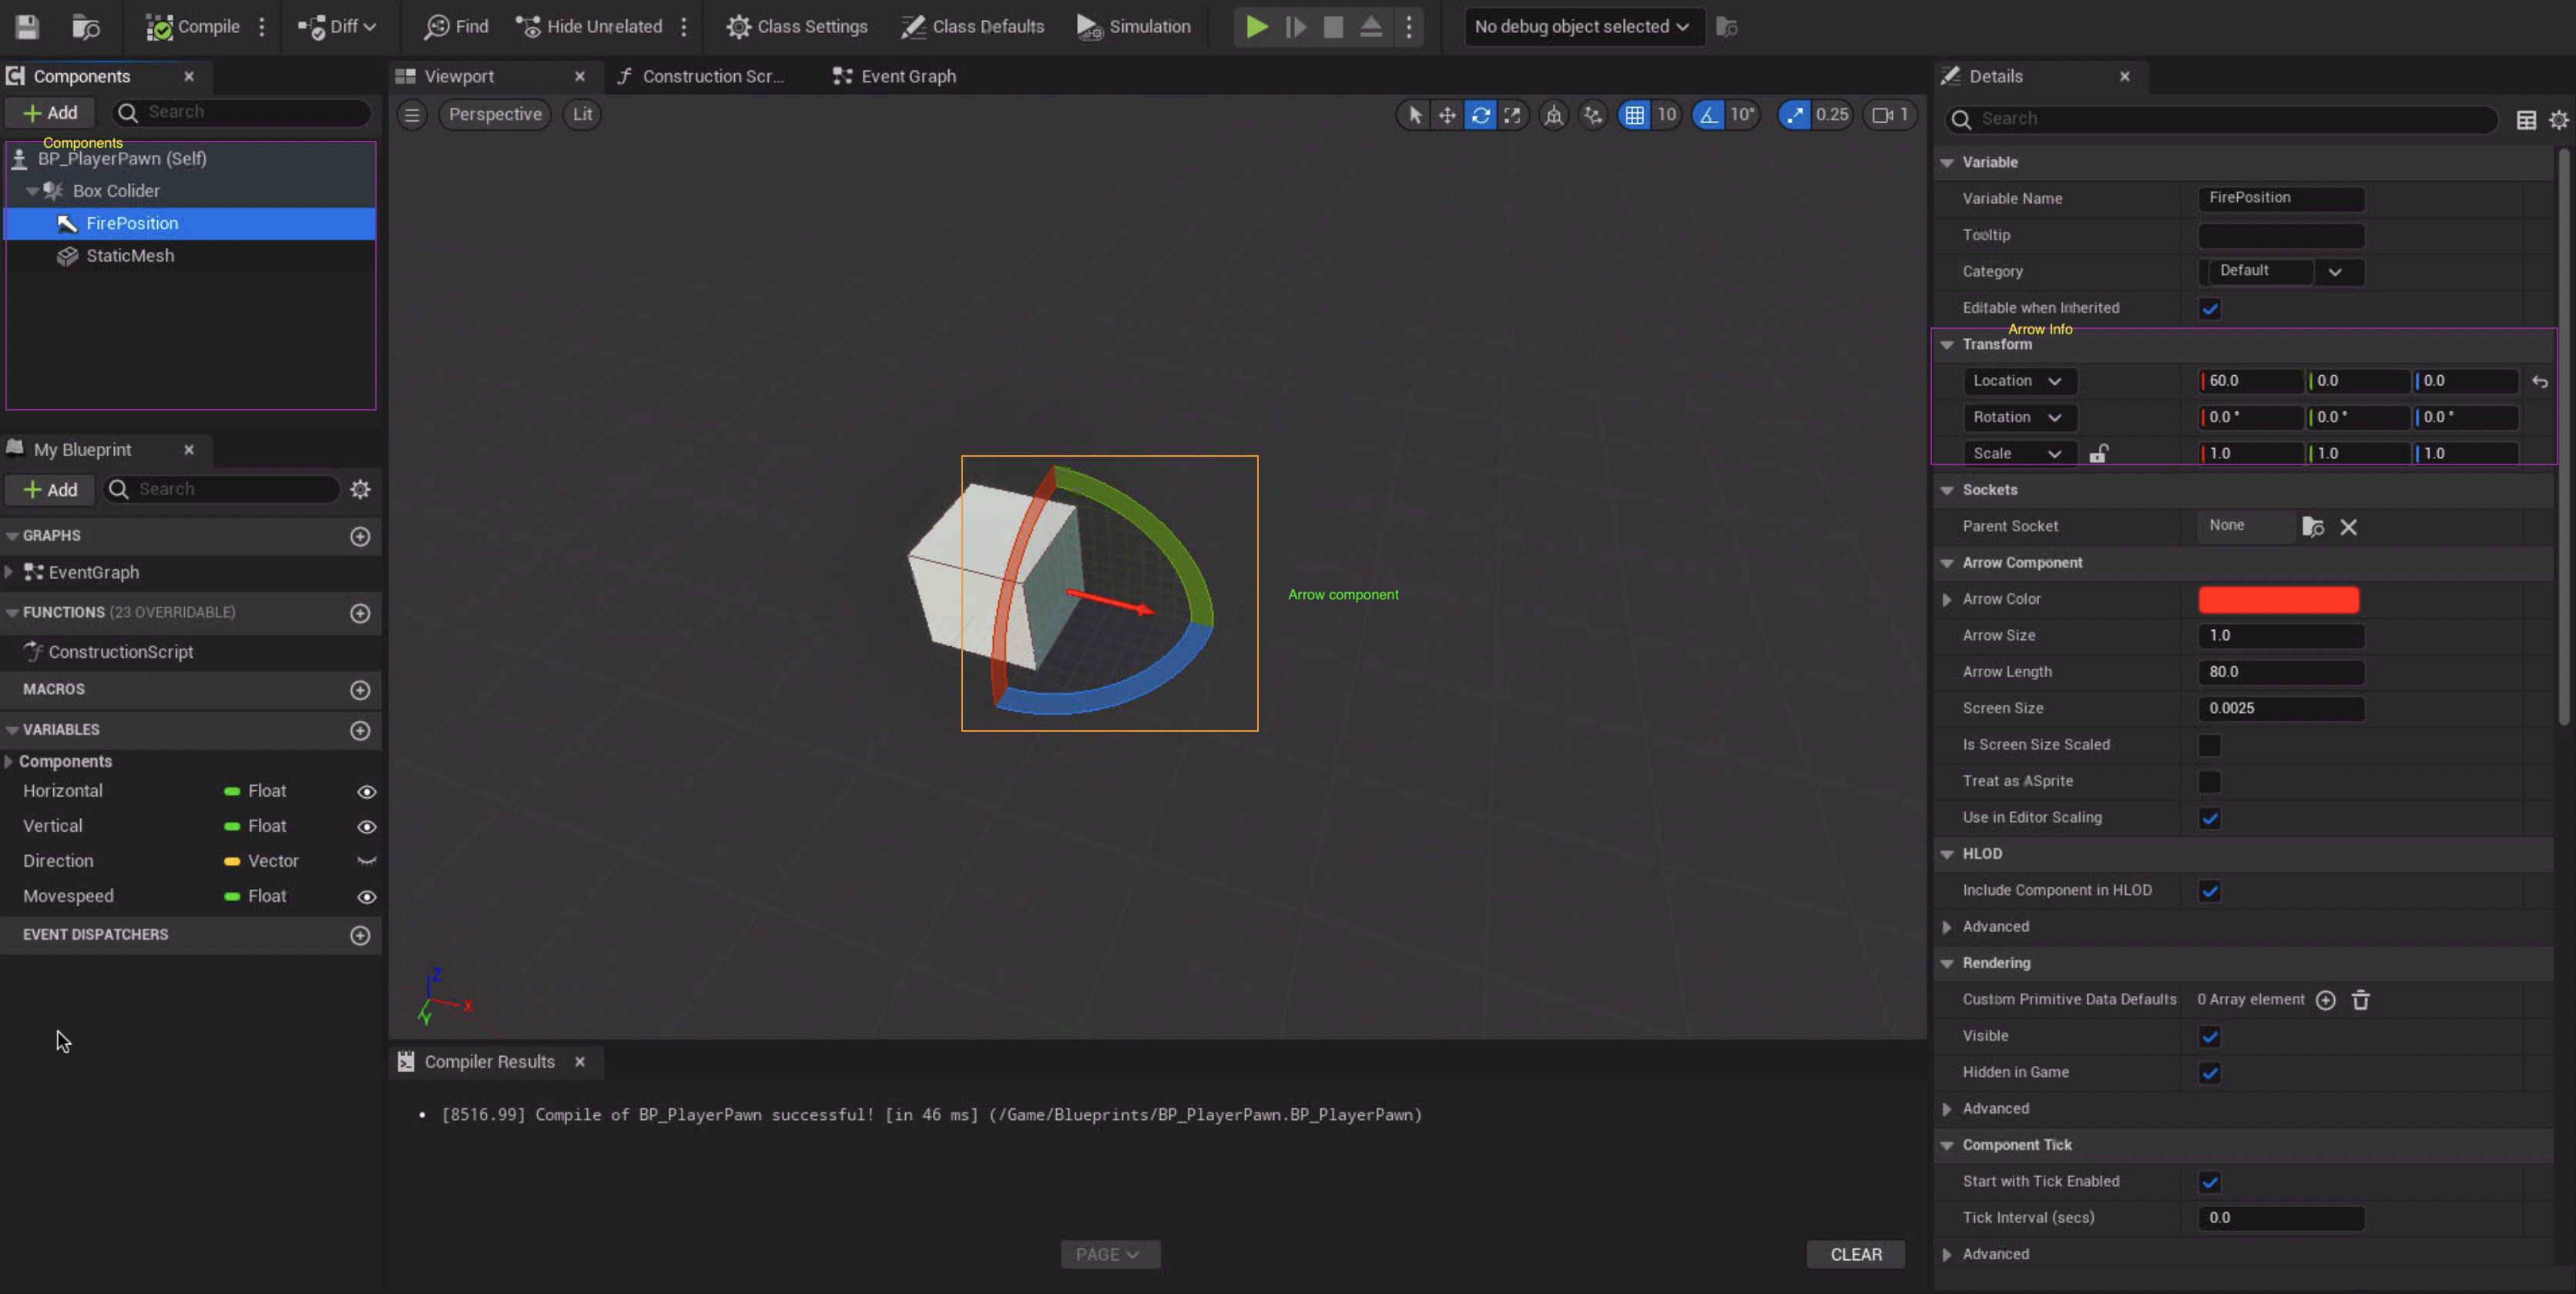 Compile
Diff
Find
Hide Unrelated
Class Settings
Class Defaults
Simulation
No debug object selected
Components
Add
Search
Components
BP_PlayerPawn (Self)
Box Colider
FirePosition
StaticMesh
My Blueprint
Add
Search
GRAPHS
EventGraph
FUNCTIONS (23 OVERRIDABLE)
ConstructionScript
MACROS
VARIABLES
Components
Horizontal Float
Vertical Float
Direction Vector
Movespeed Float
EVENT DISPATCHERS
Viewport
Construction Scr...
Event Graph
Perspective
Lit
10
10°
0.25
1
Arrow component
Z
X
Y
Compiler Results
[8516.99] Compile of BP_PlayerPawn successful! [in 46 ms] (/Game/Blueprints/BP_PlayerPawn.BP_PlayerPawn)
PAGE
CLEAR
Details
Search
Variable
Variable Name FirePosition
Tooltip
Category Default
Editable when Inherited
Arrow Info
Transform
Location 60.0 0.0 0.0
Rotation 0.0 ° 0.0 ° 0.0 °
Scale 1.0 1.0 1.0
Sockets
Parent Socket None
Arrow Component
Arrow Color
Arrow Size 1.0
Arrow Length 80.0
Screen Size 0.0025
Is Screen Size Scaled
Treat as ASprite
Use in Editor Scaling
HLOD
Include Component in HLOD
Advanced
Rendering
Custom Primitive Data Defaults 0 Array element
Visible
Hidden in Game
Advanced
Component Tick
Start with Tick Enabled
Tick Interval (secs) 0.0
Advanced